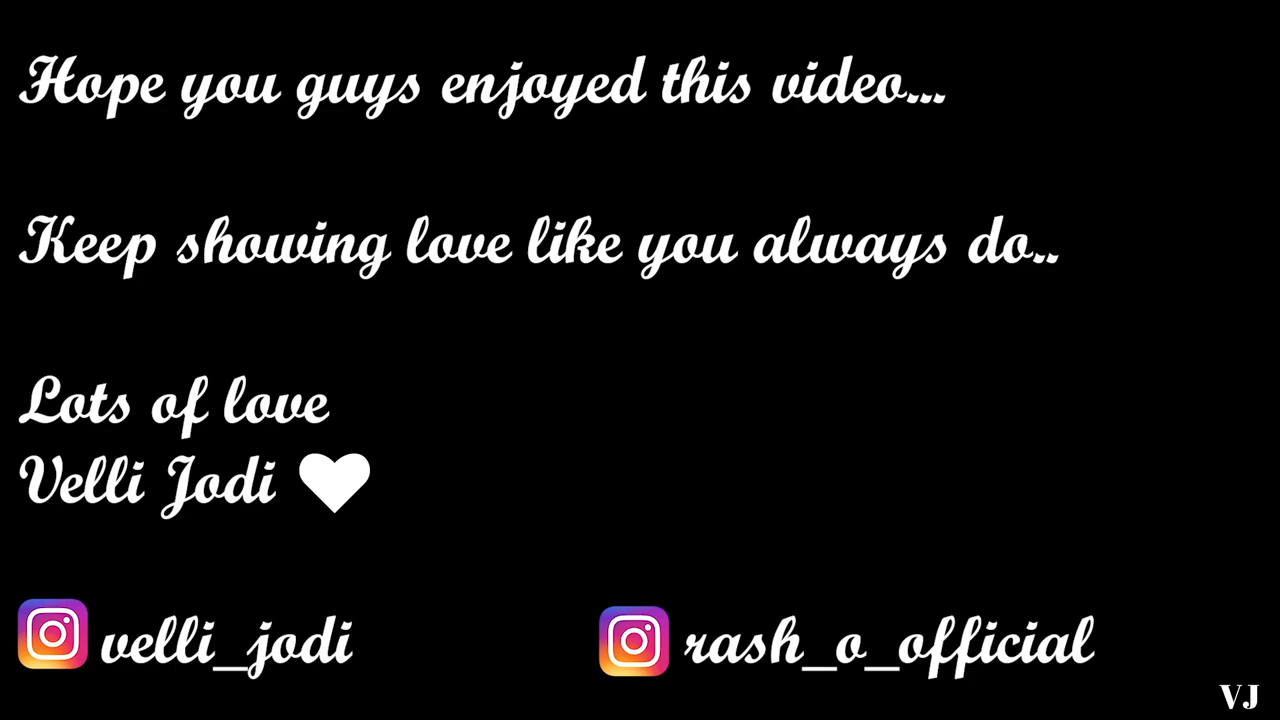 Hope you guys enjoyed this video...
Keep showing love like you always do..
Lots of love
Velli Jodi
velli_jodi
rash_o_official
VJ